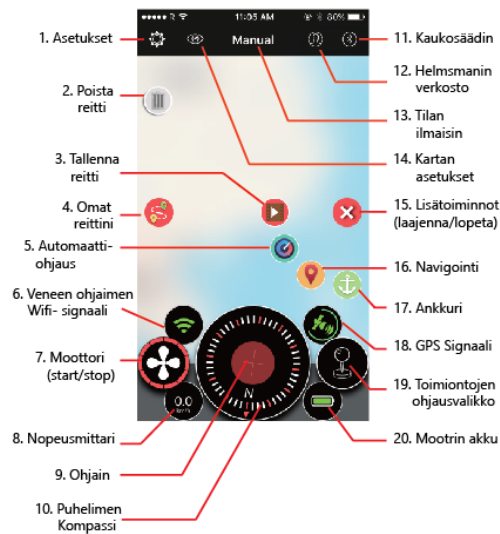 R 11:05 AM 80%
Manual
1. Asetukset
2. Poista
reitti
3. Tallenna
reitti
4. Omat
reittini
5. Automaatti-
ohjaus
6. Veneen ohjaimen
Wifi- signaali
7. Moottori
(start/stop)
8. Nopeusmittari
9. Ohjain
10. Puhelimen
Kompassi
11. Kaukosäädin
12. Helmsmanin
verkosto
13. Tilan
ilmaisin
14. Kartan
asetukset
15. Lisätoiminnot
(laajenna/lopeta)
16. Navigointi
17. Ankkuri
18. GPS Signaali
19. Toimiontojen
ohjausvalikko
20. Mootrin akku
N
0.0
km/h